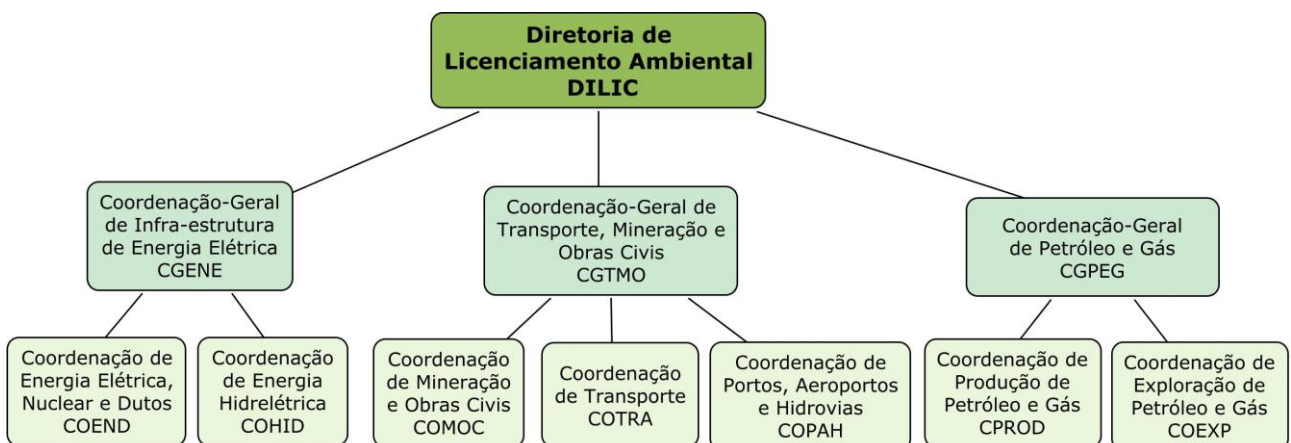 Diretoria de
Licenciamento Ambiental
DILIC
Coordenação-Geral
de Infra-estrutura
de Energia Elétrica
CGENE
Coordenação-Geral de
Transporte, Mineração e
Obras Civis
CGTMO
Coordenação-Geral
de Petróleo e Gás
CGPEG
Coordenação de
Energia Elétrica,
Nuclear e Dutos
COEND
Coordenação
de Energia
Hidrelétrica
COHID
Coordenação
de Mineração
e Obras Civis
COMOC
Coordenação
de Transporte
COTRA
Coordenação de
Portos, Aeroportos
e Hidrovias
COPAH
Coordenação de
Produção de
Petróleo e Gás
CPROD
Coordenação de
Exploração de
Petróleo e Gás
COEXP